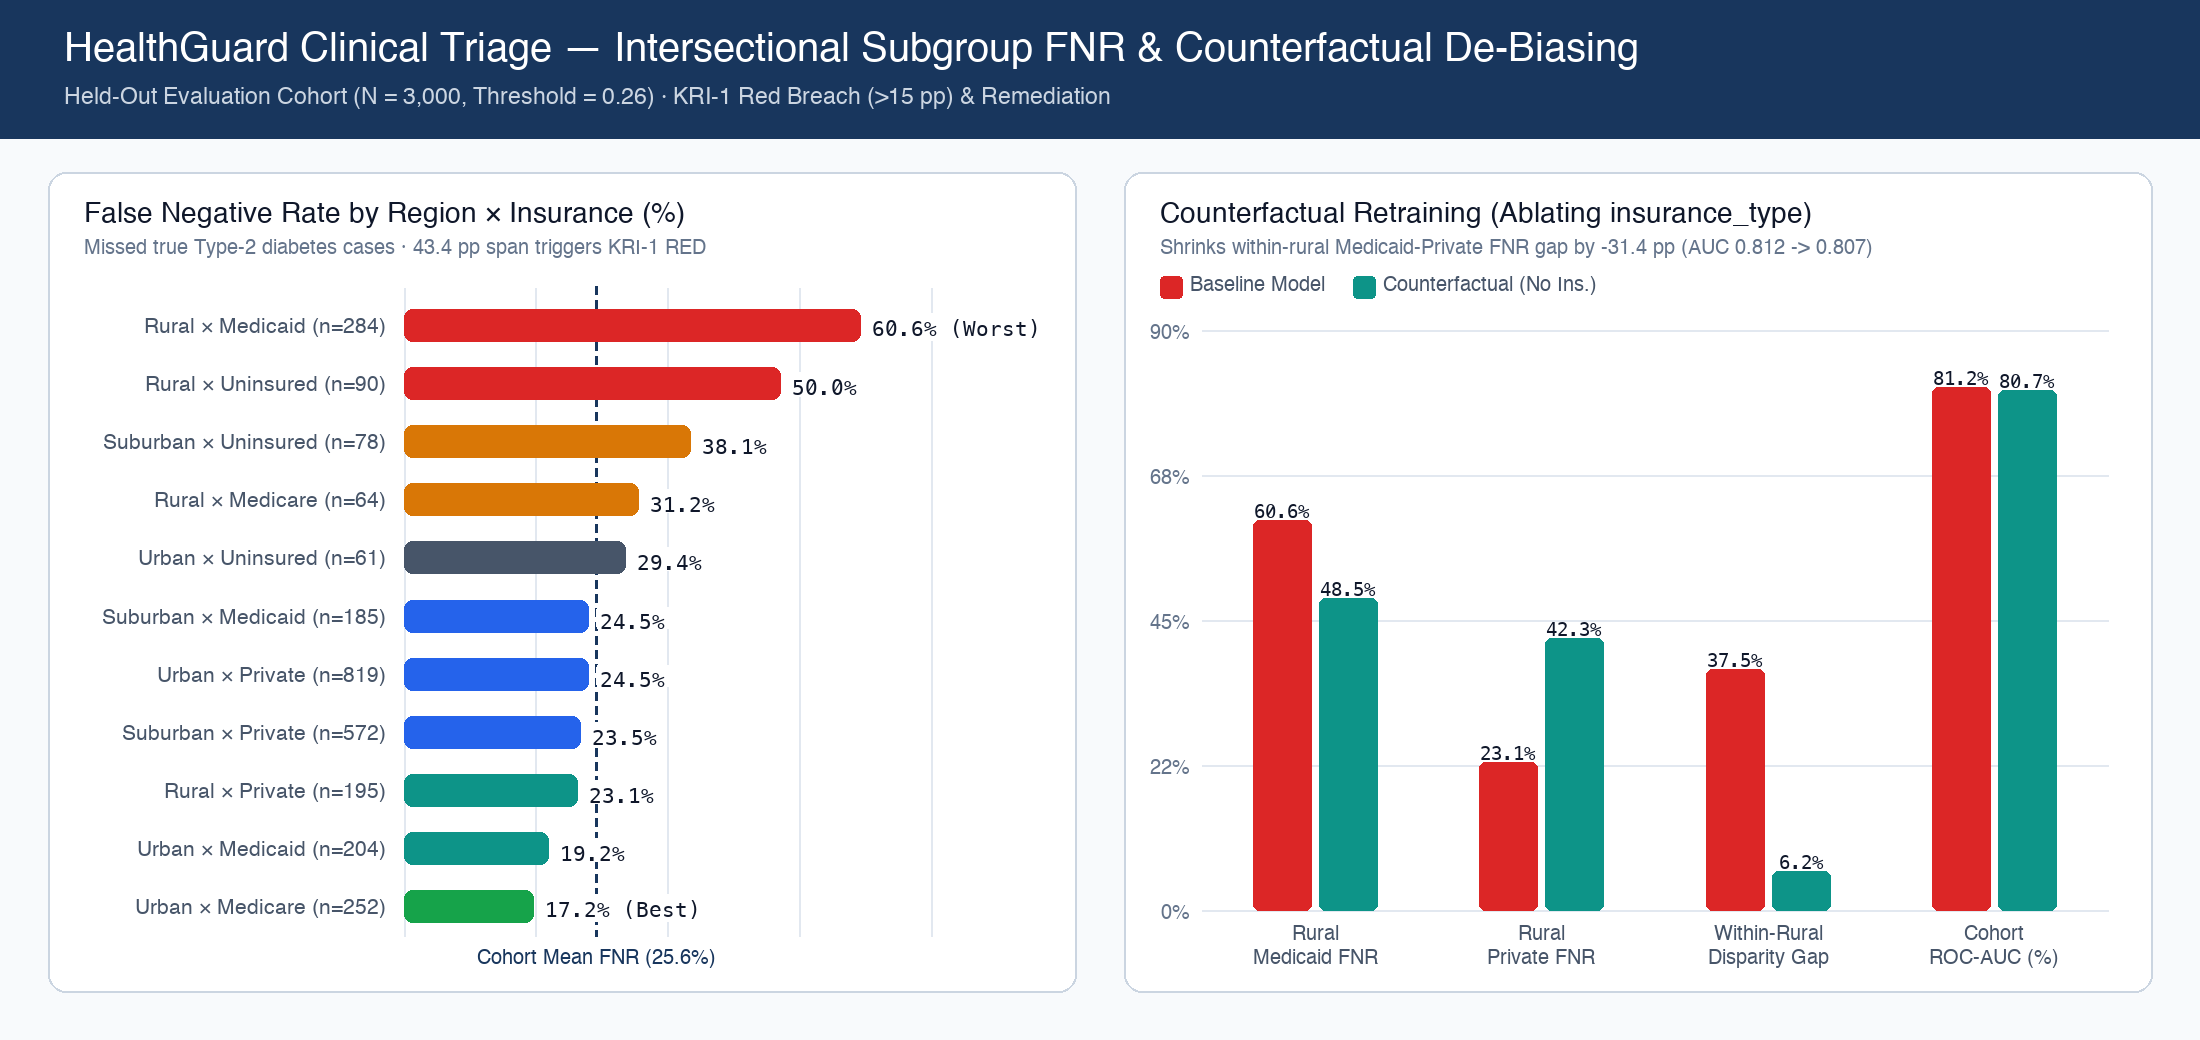 HealthGuard Clinical Triage — Intersectional Subgroup FNR & Counterfactual De-Biasing
Held-Out Evaluation Cohort (N = 3,000, Threshold = 0.26) · KRI-1 Red Breach (>15 pp) & Remediation
False Negative Rate by Region × Insurance (%)
Missed true Type-2 diabetes cases · 43.4 pp span triggers KRI-1 RED
Rural × Medicaid (n=284) 60.6% (Worst)
Rural × Uninsured (n=90) 50.0%
Suburban × Uninsured (n=78) 38.1%
Rural × Medicare (n=64) 31.2%
Urban × Uninsured (n=61) 29.4%
Suburban × Medicaid (n=185) 24.5%
Urban × Private (n=819) 24.5%
Suburban × Private (n=572) 23.5%
Rural × Private (n=195) 23.1%
Urban × Medicaid (n=204) 19.2%
Urban × Medicare (n=252) 17.2% (Best)
Cohort Mean FNR (25.6%)
Counterfactual Retraining (Ablating insurance_type)
Shrinks within-rural Medicaid-Private FNR gap by -31.4 pp (AUC 0.812 -> 0.807)
Baseline Model Counterfactual (No Ins.)
90%
68%
45%
22%
0%
60.6% 48.5%
23.1% 42.3%
37.5% 6.2%
81.2% 80.7%
Rural
Medicaid FNR
Rural
Private FNR
Within-Rural
Disparity Gap
Cohort
ROC-AUC (%)